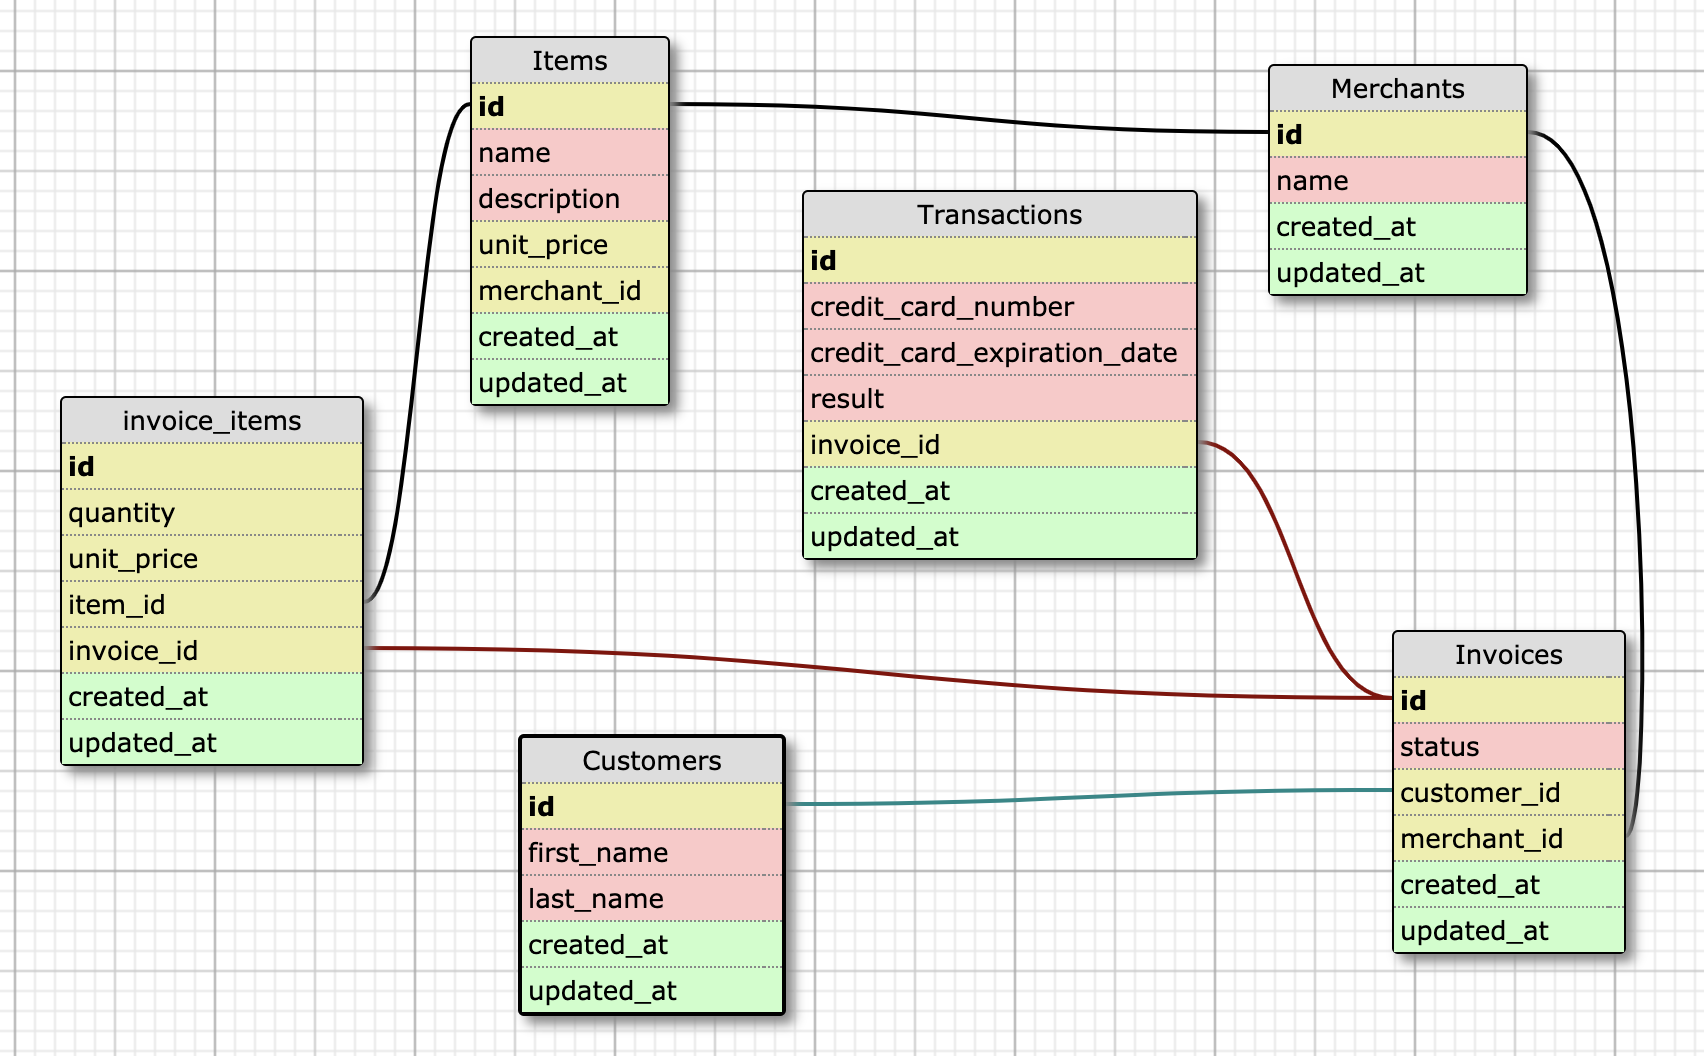 Items
id
name
description
unit_price
merchant_id
created_at
updated_at
Merchants
id
name
created_at
updated_at
Transactions
id
credit_card_number
credit_card_expiration_date
result
invoice_id
created_at
updated_at
invoice_items
id
quantity
unit_price
item_id
invoice_id
created_at
updated_at
Invoices
id
status
customer_id
merchant_id
created_at
updated_at
Customers
id
first_name
last_name
created_at
updated_at